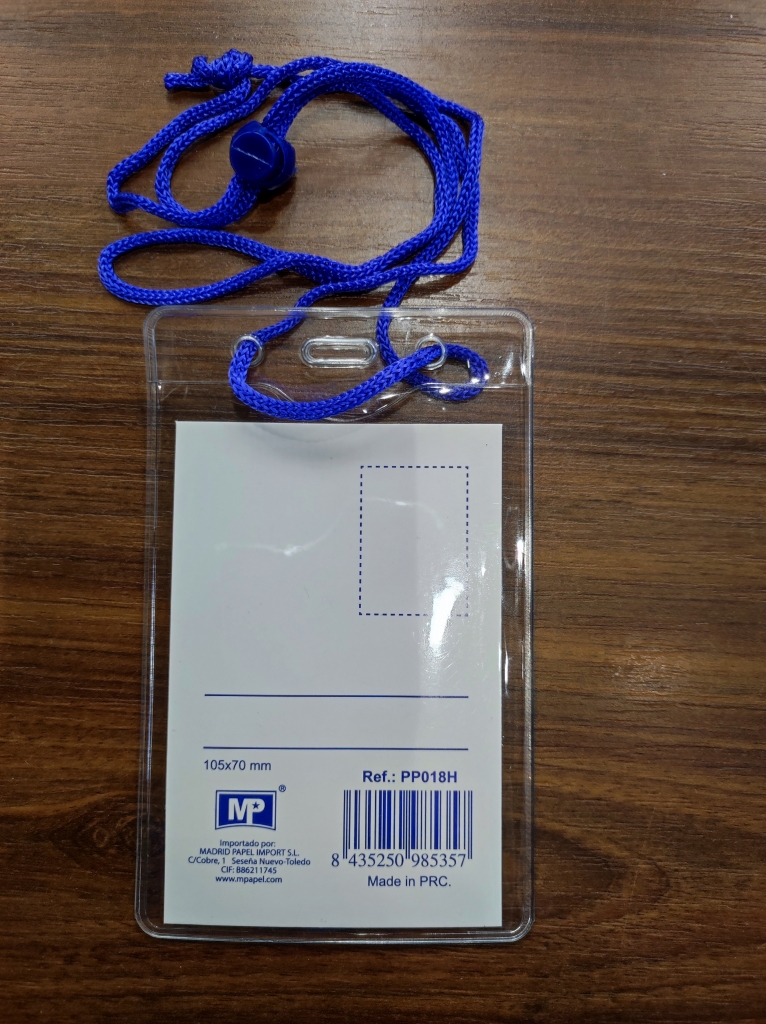 105x70 mm
Ref.: PP018H
MP®
Importado por:
MADRID PAPEL IMPORT S.L.
C/Cobre, 1 Seseña Nuevo-Toledo
CIF: B86211745
www.mpapel.com
8 435250 985357
Made in PRC.